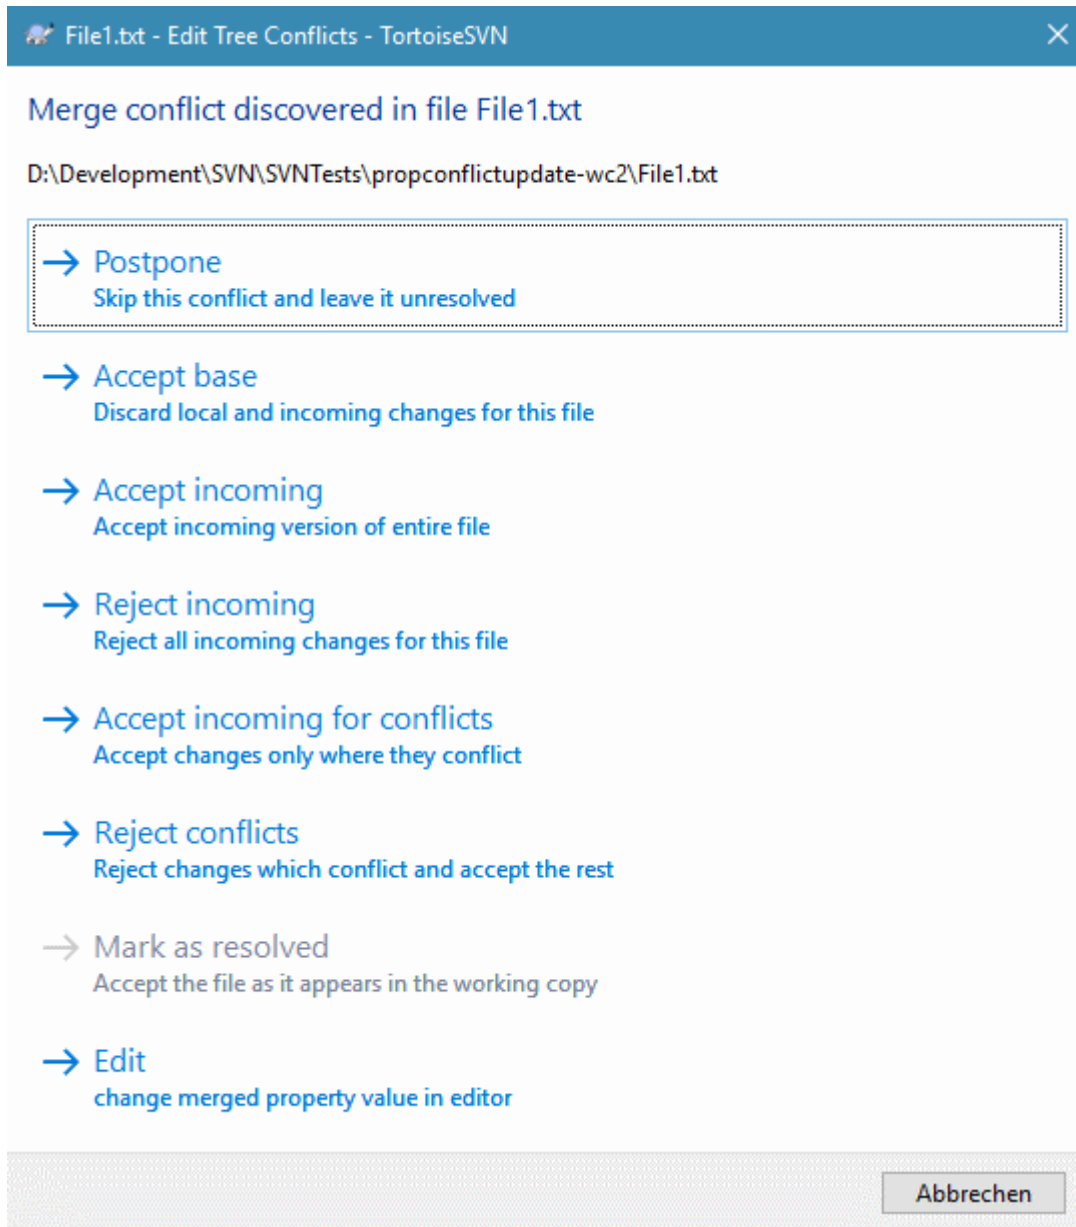 File1.txt - Edit Tree Conflicts - TortoiseSVN
Merge conflict discovered in file File1.txt
D:\Development\SVN\SVNTests\propconflictupdate-wc2\File1.txt
Postpone
Skip this conflict and leave it unresolved
Accept base
Discard local and incoming changes for this file
Accept incoming
Accept incoming version of entire file
Reject incoming
Reject all incoming changes for this file
Accept incoming for conflicts
Accept changes only where they conflict
Reject conflicts
Reject changes which conflict and accept the rest
Mark as resolved
Accept the file as it appears in the working copy
Edit
change merged property value in editor
Abbrechen